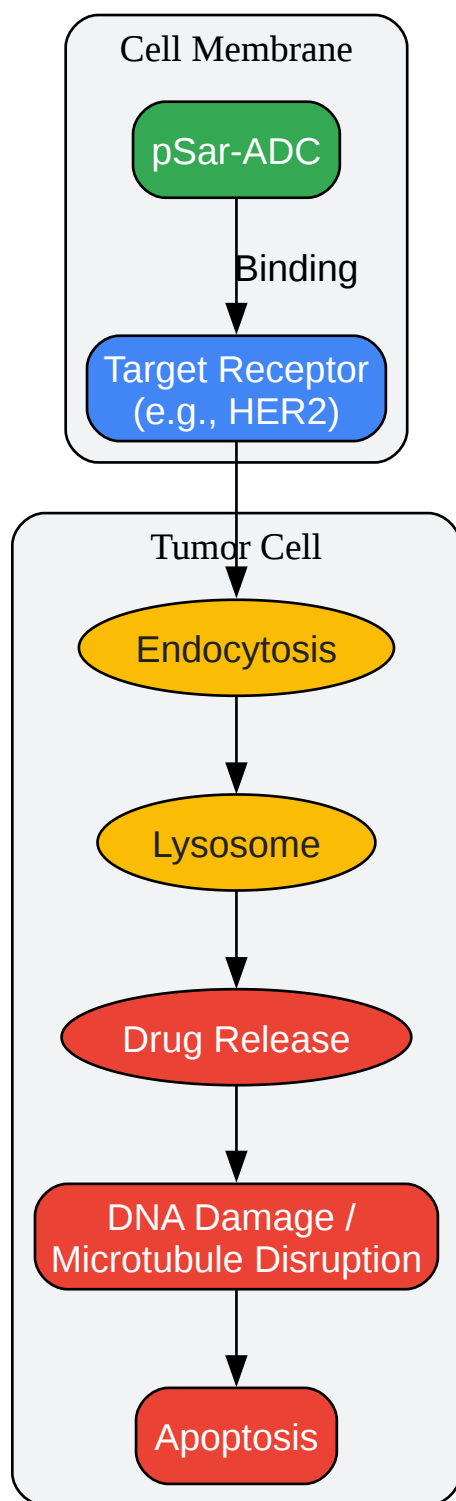 Cell Membrane
pSar-ADC
Binding
Target Receptor
(e.g., HER2)
Tumor Cell
Endocytosis
Lysosome
Drug Release
DNA Damage /
Microtubule Disruption
Apoptosis